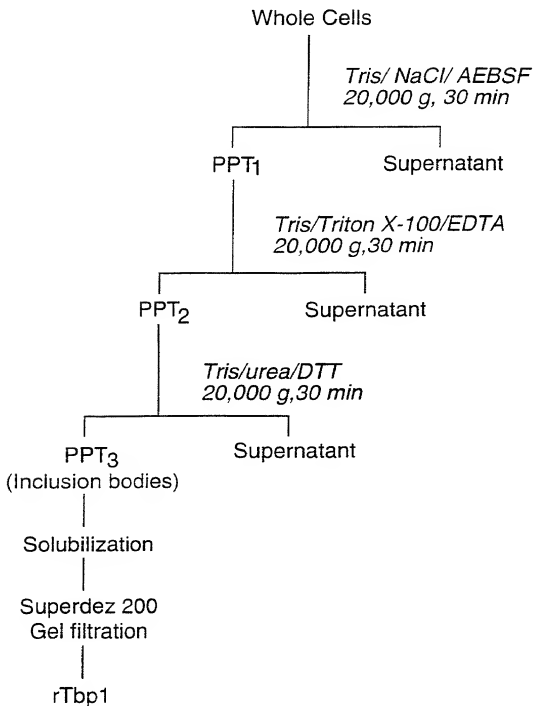 Whole Cells
Tris/ NaCl/ AEBSF
20,000 g, 30 min
PPT1
Supernatant
Tris/Triton X-100/EDTA
20,000 g,30 min
PPT2
Supernatant
Tris/urea/DTT
20,000 g,30 min
PPT3
(Inclusion bodies)
Supernatant
Solubilization
Superdez 200
Gel filtration
rTbp1